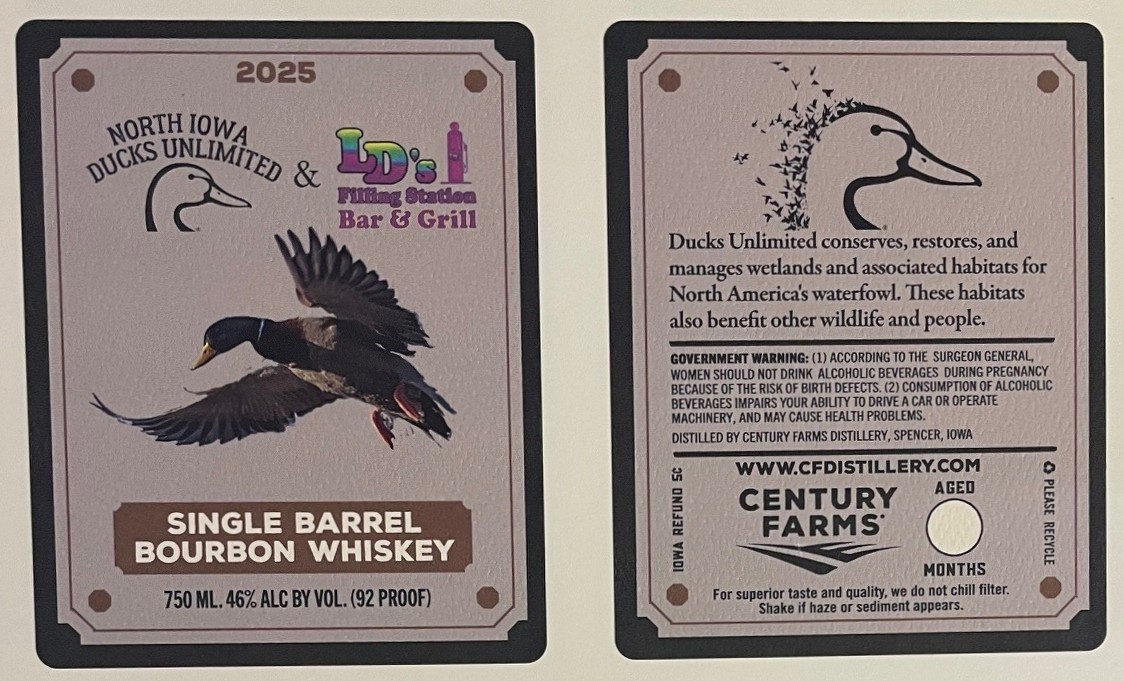 2025
NORTH IOWA
DUCKS UNLIMITED
&
LD's
Filling Station
Bar & Grill
SINGLE BARREL
BOURBON WHISKEY
750 ML. 46% ALC BY VOL. (92 PROOF)
Ducks Unlimited conserves, restores, and
manages wetlands and associated habitats for
North America's waterfowl. These habitats
also benefit other wildlife and people.
GOVERNMENT WARNING: (1) ACCORDING TO THE SURGEON GENERAL,
WOMEN SHOULD NOT DRINK ALCOHOLIC BEVERAGES DURING PREGNANCY
BECAUSE OF THE RISK OF BIRTH DEFECTS. (2) CONSUMPTION OF ALCOHOLIC
BEVERAGES IMPAIRS YOUR ABILITY TO DRIVE A CAR OR OPERATE
MACHINERY, AND MAY CAUSE HEALTH PROBLEMS.
DISTILLED BY CENTURY FARMS DISTILLERY, SPENCER, IOWA
IOWA REFUND 5C
WWW.CFDISTILLERY.COM
CENTURY
FARMS
AGED
MONTHS
PLEASE RECYCLE
For superior taste and quality, we do not chill filter.
Shake if haze or sediment appears.